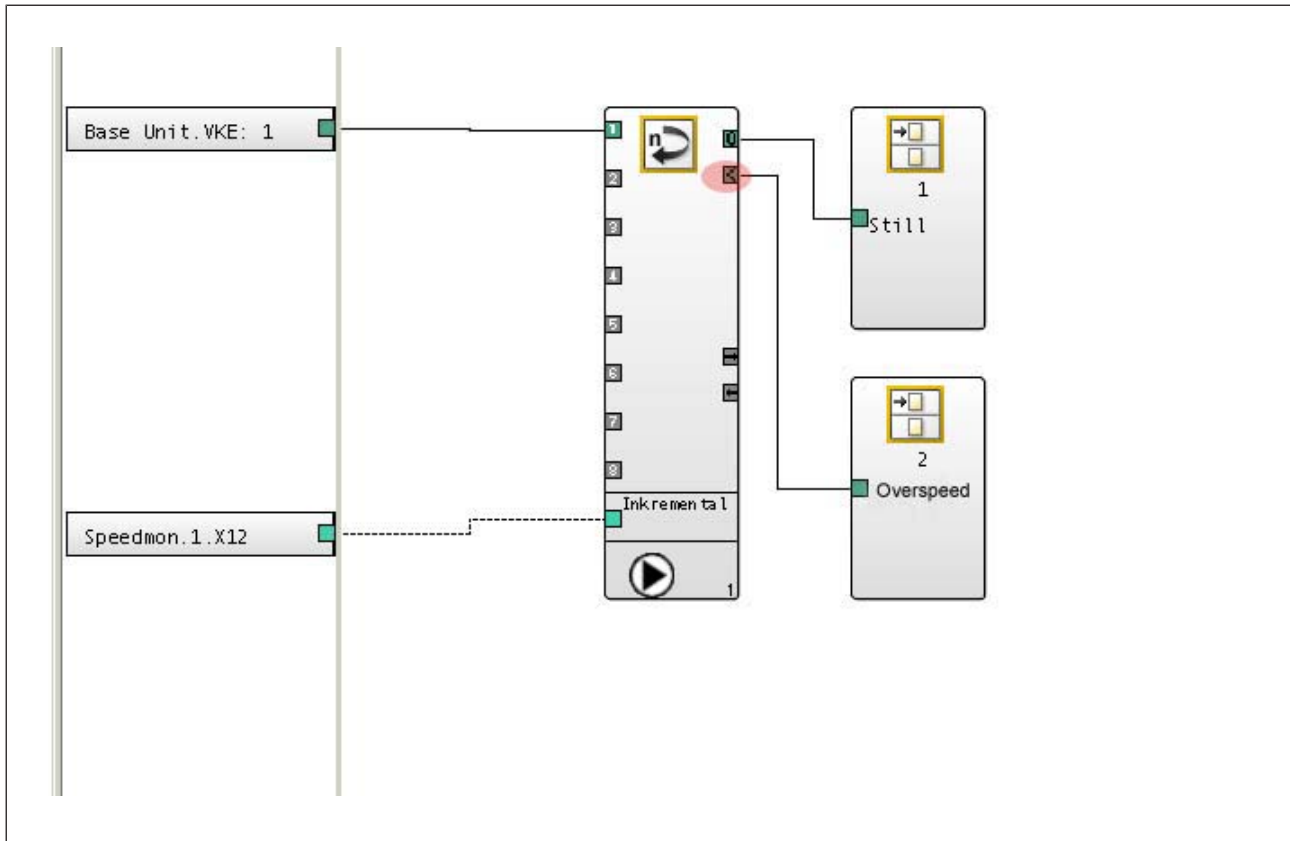 Base Unit.VKE: 1
Speedmon.1.X12
n
1
2
3
4
5
6
7
8
0
<
Inkremental
1
1
Still
2
Overspeed